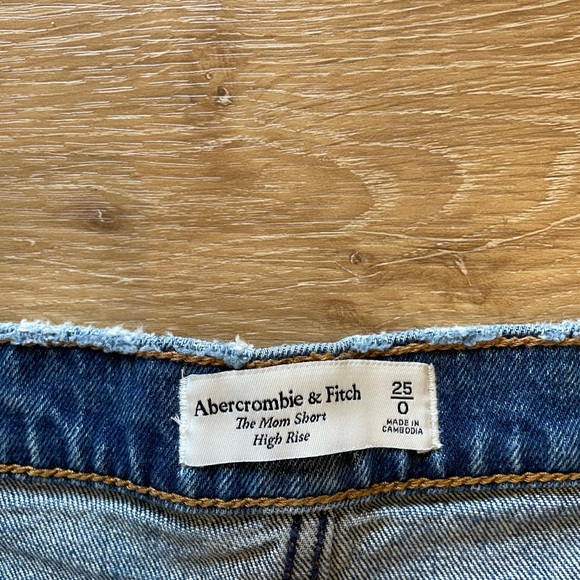 Abercrombie & Fitch
The Mom Short
High Rise
25
0
MADE IN
CAMBODIA